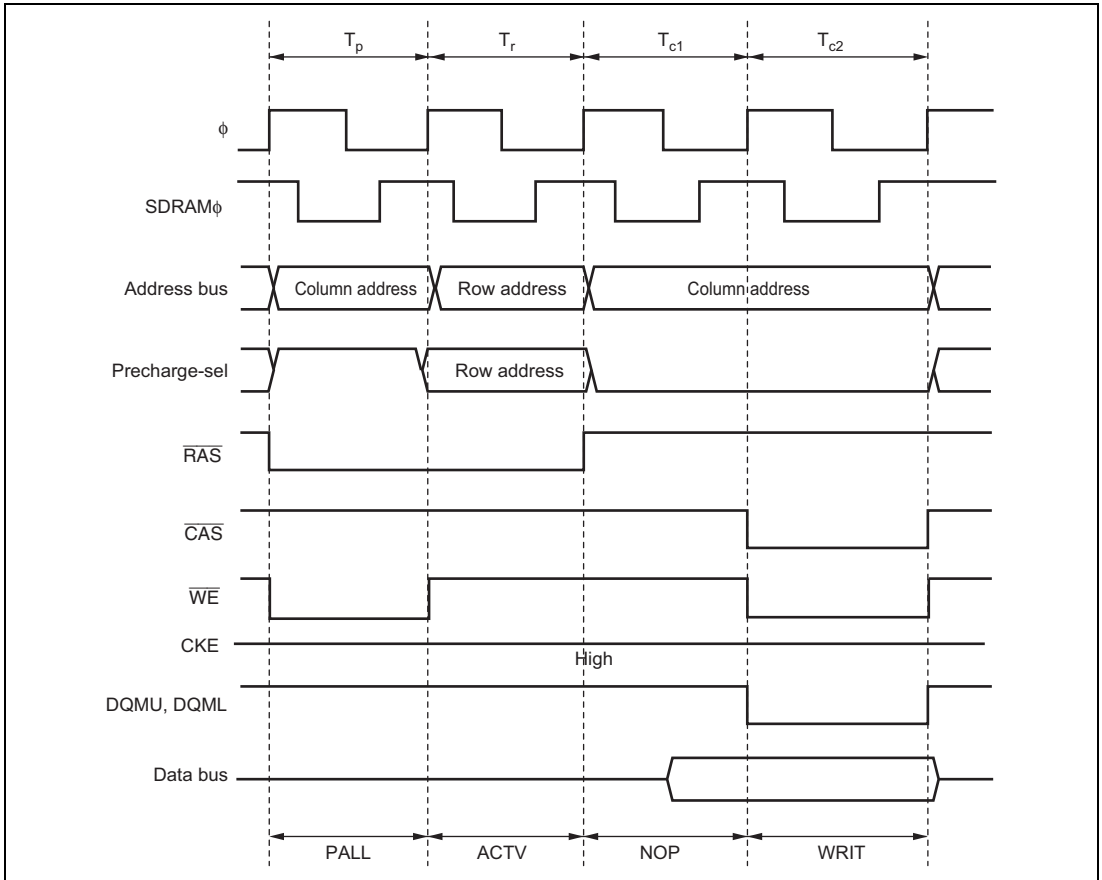 Tp Tr Tc1 Tc2
ϕ
SDRAMϕ
Address bus Column address Row address Column address
Precharge-sel Row address
RAS
CAS
WE
CKE
High
DQMU, DQML
Data bus
PALL ACTV NOP WRIT